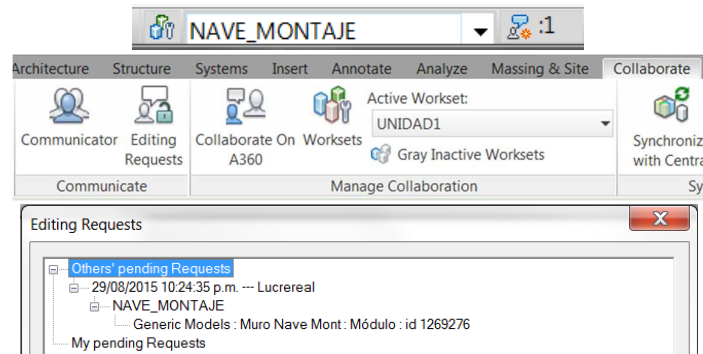 NAVE_MONTAJE :1
Architecture Structure Systems Insert Annotate Analyze Massing & Site Collaborate
Communicator Editing Requests Collaborate On A360 Worksets
Active Workset:
UNIDAD1
Gray Inactive Worksets
with
Communicate Manage Collaboration
Editing Requests
Others' pending Requests
29/08/2015 10:24:35 p.m. --- Lucrereal
NAVE_MONTAJE
Generic Models : Muro Nave Mont : Módulo : id 1269276
My pending Requests